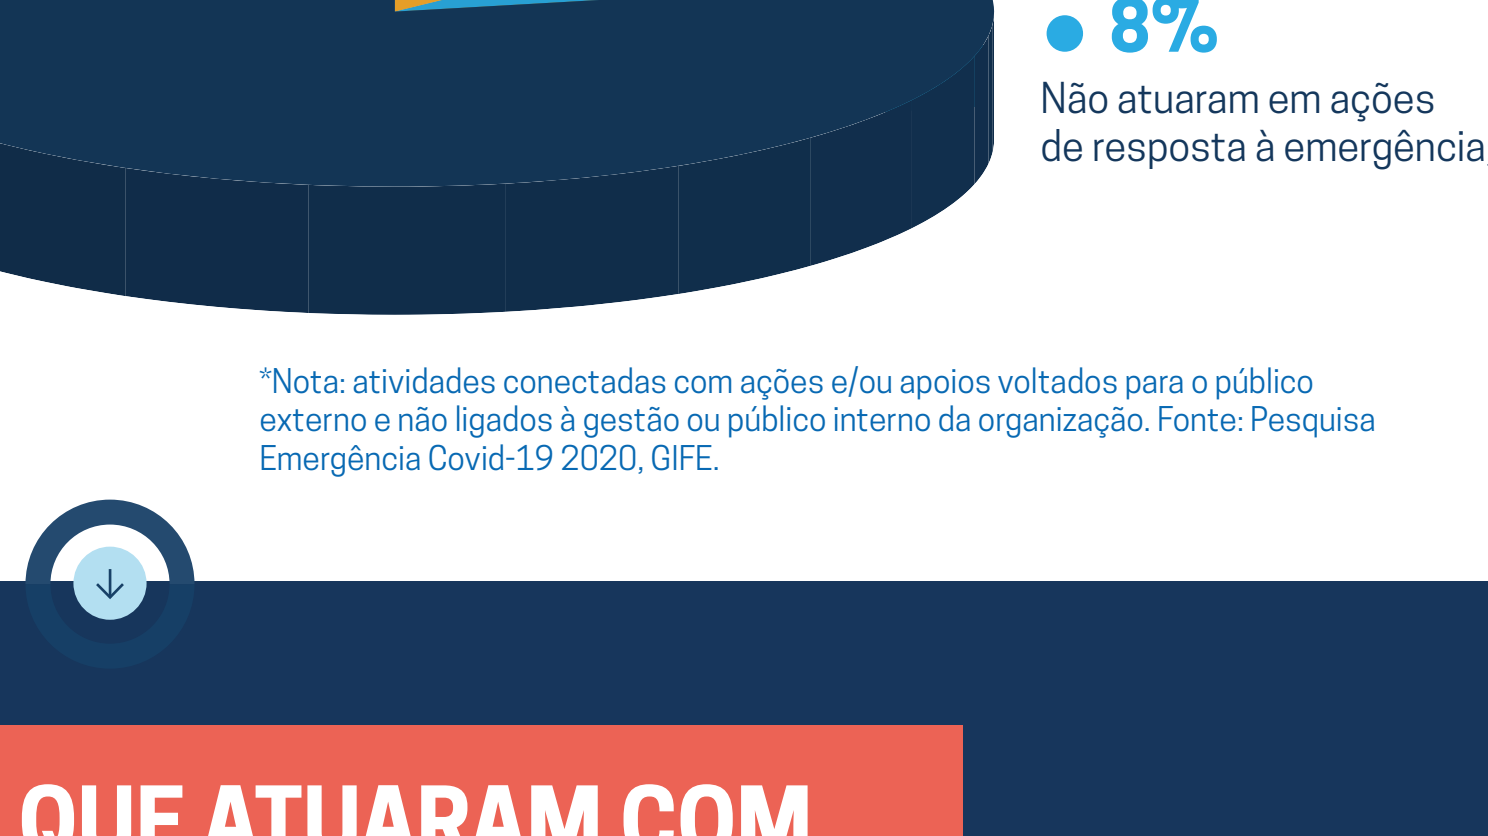 8%
Não atuaram em ações
de resposta à emergência,
*Nota: atividades conectadas com ações e/ou apoios voltados para o público
externo e não ligados à gestão ou público interno da organização. Fonte: Pesquisa
Emergência Covid-19 2020, GIFE.
QUE ATUARAM COM